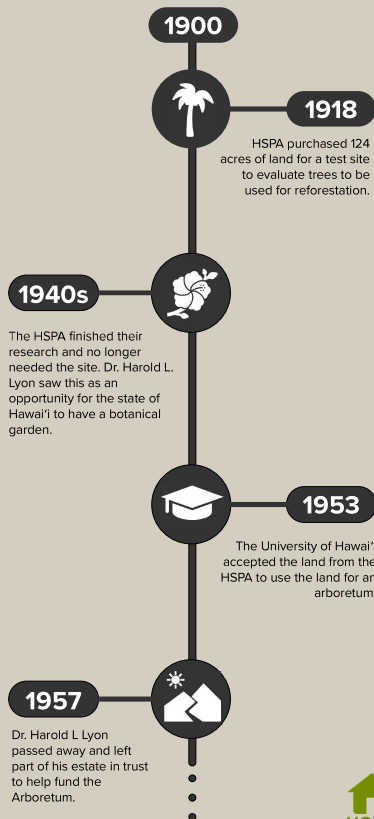 1900
1918
HSPA purchased 124
acres of land for a test site
to evaluate trees to be
used for reforestation.
1940s
The HSPA finished their
research and no longer
needed the site. Dr. Harold L.
Lyon saw this as an
opportunity for the state of
Hawaiʻi to have a botanical
garden.
1953
The University of Hawaiʻ
accepted the land from the
HSPA to use the land for an
arboretum
1957
Dr. Harold L Lyon
passed away and left
part of his estate in trust
to help fund the
Arboretum.